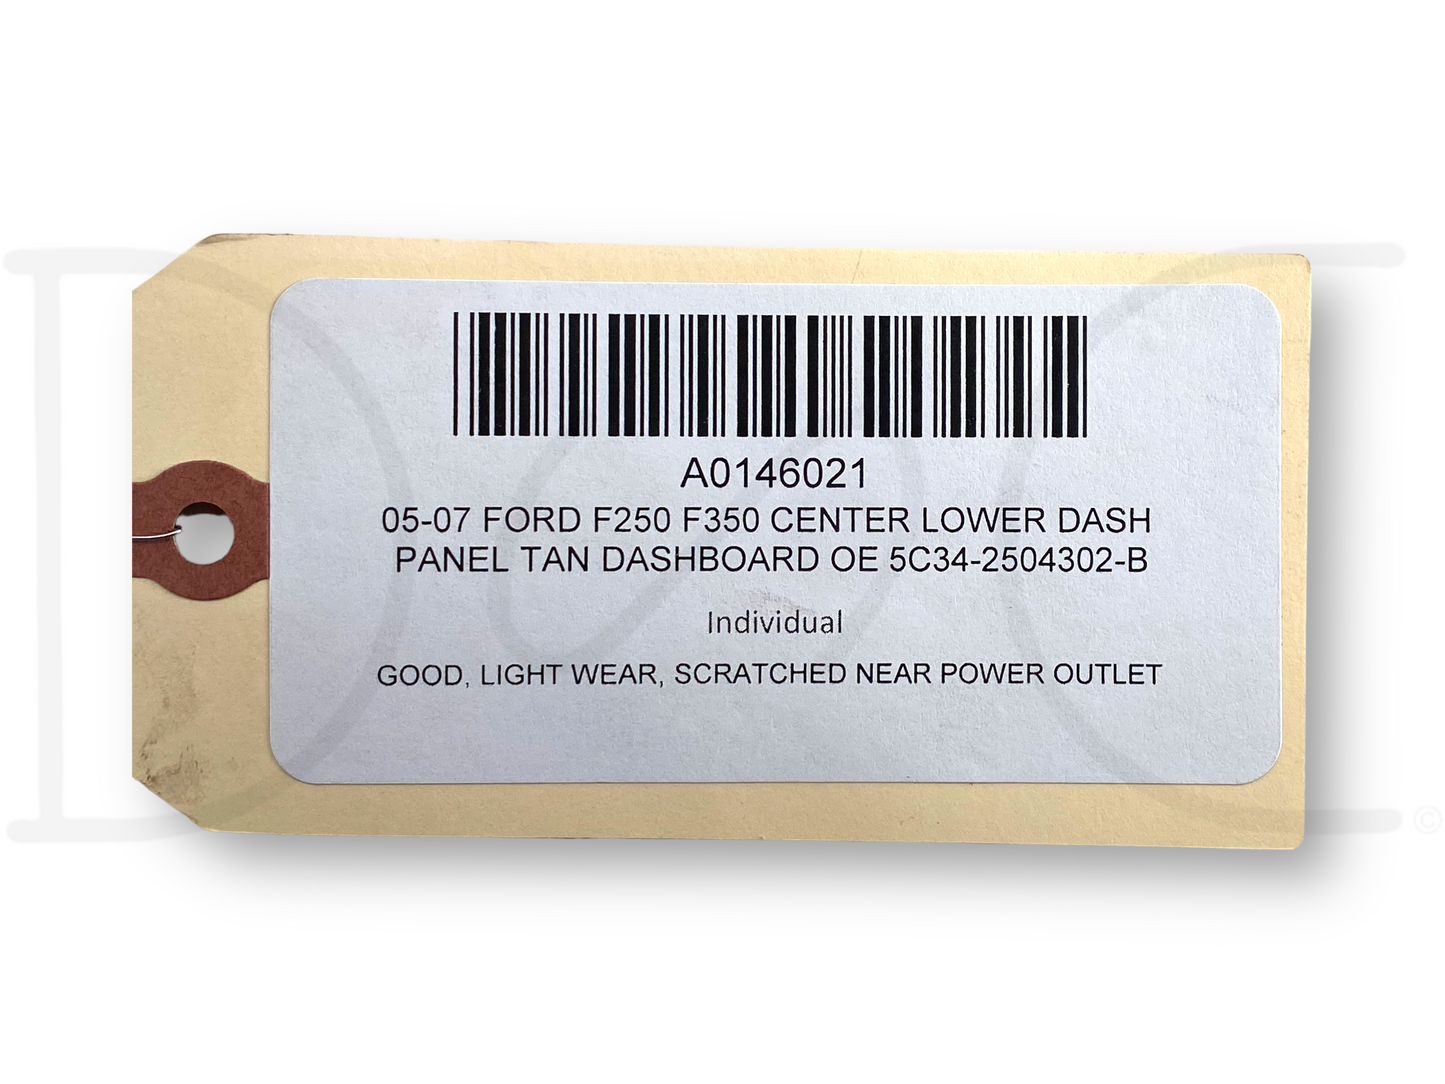 A0146021
05-07 FORD F250 F350 CENTER LOWER DASH
PANEL TAN DASHBOARD OE 5C34-2504302-B
Individual
GOOD, LIGHT WEAR, SCRATCHED NEAR POWER OUTLET
©